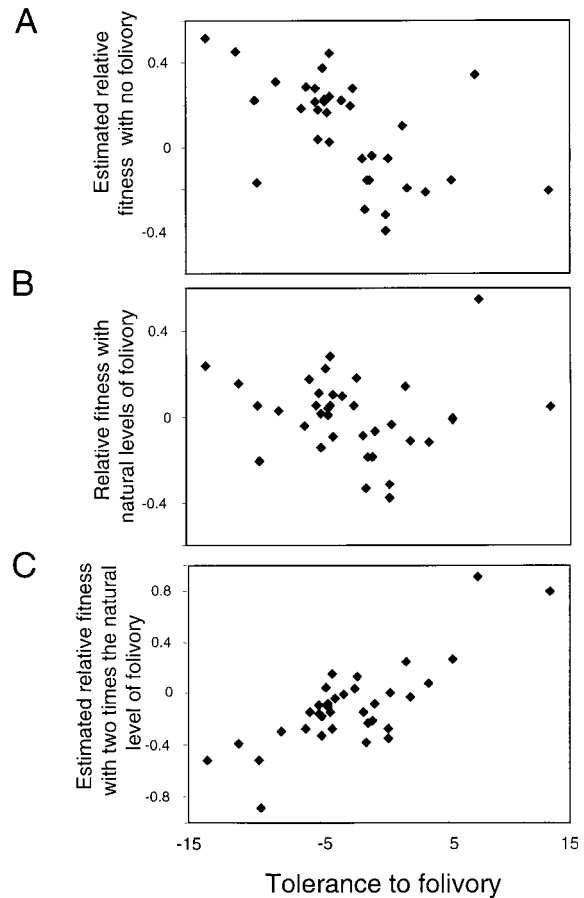 A
Estimated relative
fitness with no folivory
0.4
0
-0.4
B
Relative fitness with
natural levels of folivory
0.4
0
-0.4
C
Estimated relative fitness
with two times the natural
level of folivory
0.8
0.4
0
-0.4
-0.8
-15
-5
5
15
Tolerance to folivory